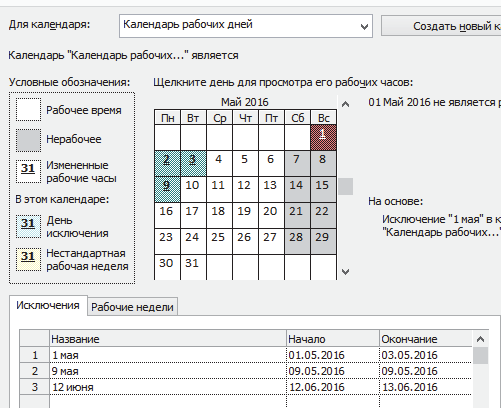 Для календаря: Календарь рабочих дней Создать новый
Календарь "Календарь рабочих..." является
Условные обозначения: Щелкните день для просмотра его рабочих часов:
Рабочее время
Нерабочее
31 Измененные рабочие часы
В этом календаре:
31 День исключения
31 Нестандартная рабочая неделя
Май 2016
Пн Вт Ср Чт Пт Сб Вс
1
2 3 4 5 6 7 8
9 10 11 12 13 14 15
16 17 18 19 20 21 22
23 24 25 26 27 28 29
30 31
01 Май 2016 не является
На основе:
Исключение "1 мая" в
"Календарь рабочих..."
Исключения Рабочие недели
Название Начало Окончание
1 1 мая 01.05.2016 03.05.2016
2 9 мая 09.05.2016 09.05.2016
3 12 июня 12.06.2016 13.06.2016